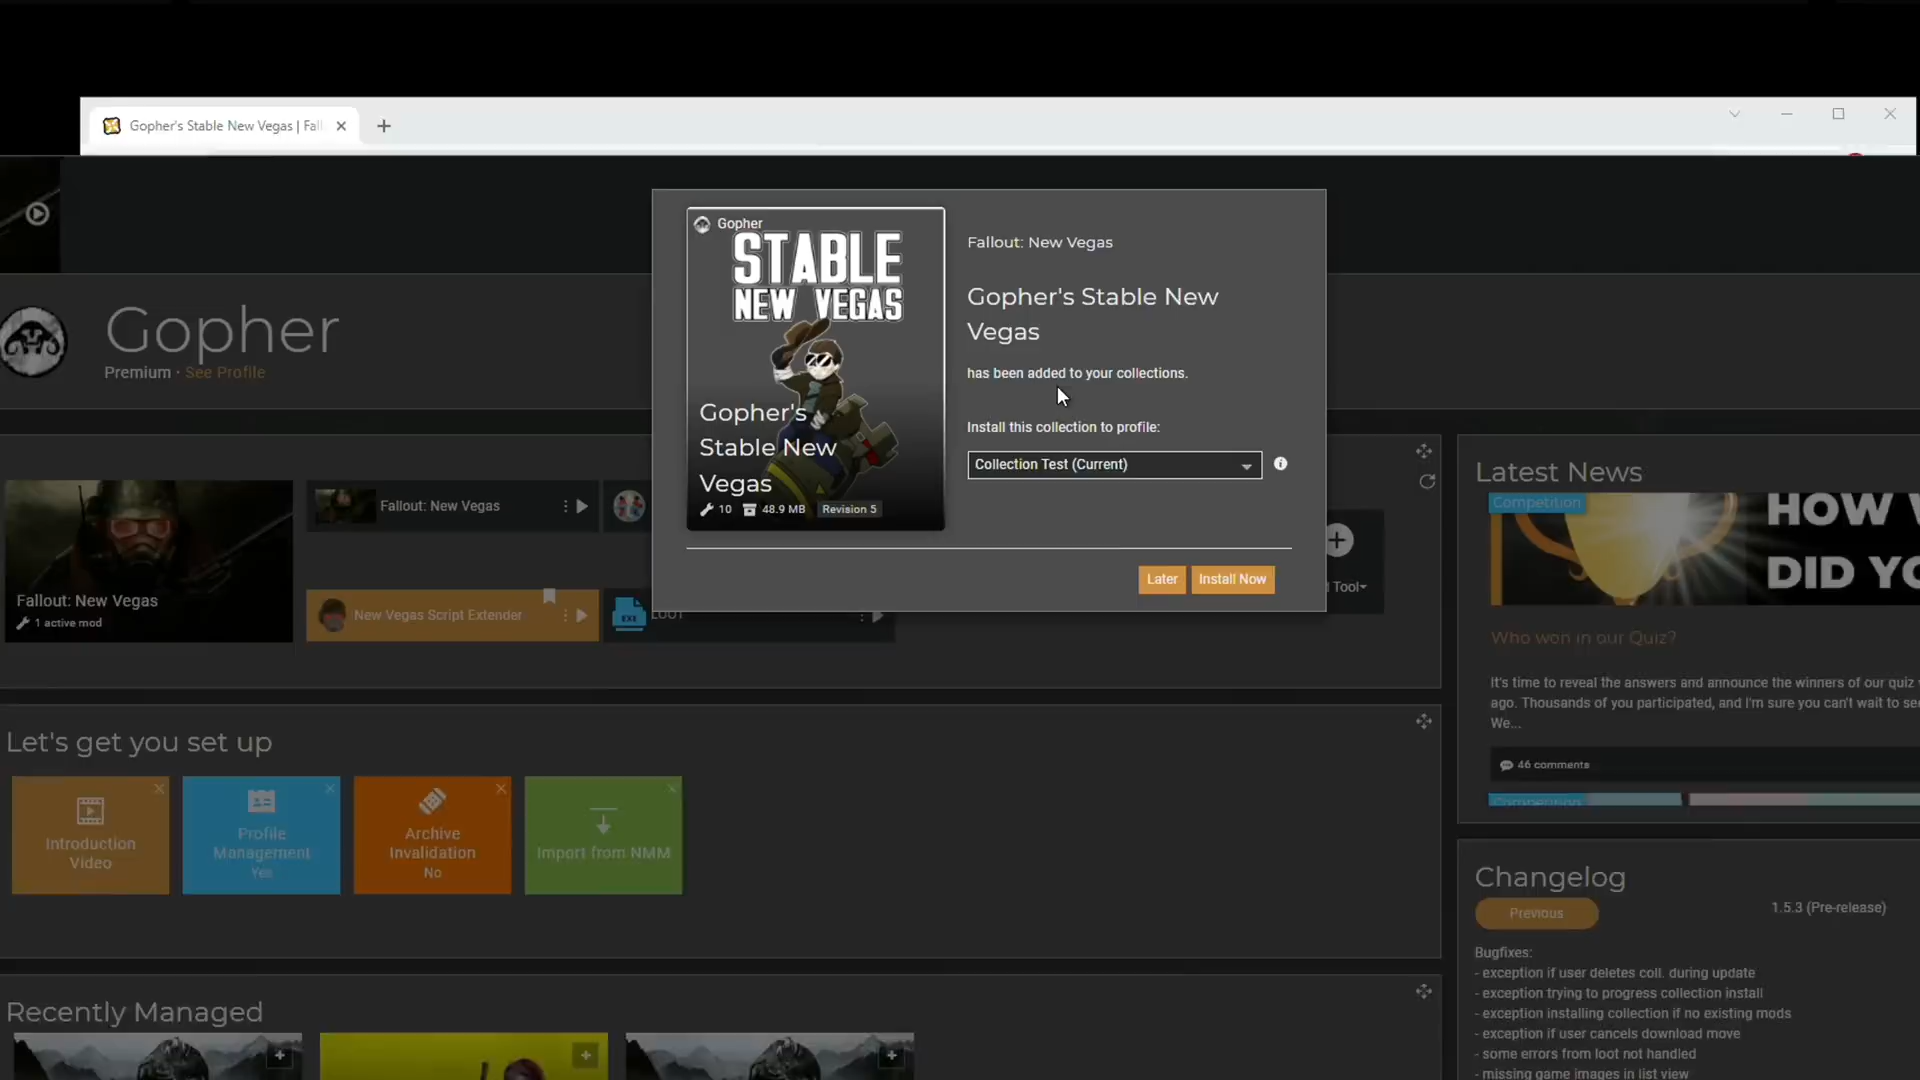 Gopher's Stable New Vegas | Fall
Gopher
STABLE
NEW VEGAS
Gopher's
Stable New
Vegas
10 48.9 MB Revision 5
Fallout: New Vegas
Gopher's Stable New
Vegas
has been added to your collections.
Install this collection to profile:
Collection Test (Current)
Later Install Now
Gopher
Premium · See Profile
Fallout: New Vegas
1 active mod
Fallout: New Vegas
New Vegas Script Extender
EXE
LOOT
Tool
Let's get you set up
Introduction
Video
Profile
Management
Yes
Archive
Invalidation
No
Import from NMM
Recently Managed
Latest News
Competition
HOW
DID YO
Who won in our Quiz?
It's time to reveal the answers and announce the winners of our quiz
ago. Thousands of you participated, and I'm sure you can't wait to see
We...
46 comments
Competition
Changelog
Previous
1.5.3 (Pre-release)
Bugfixes:
- exception if user deletes coll. during update
- exception trying to progress collection install
- exception installing collection if no existing mods
- exception if user cancels download move
- some errors from loot not handled
- missing game images in list view